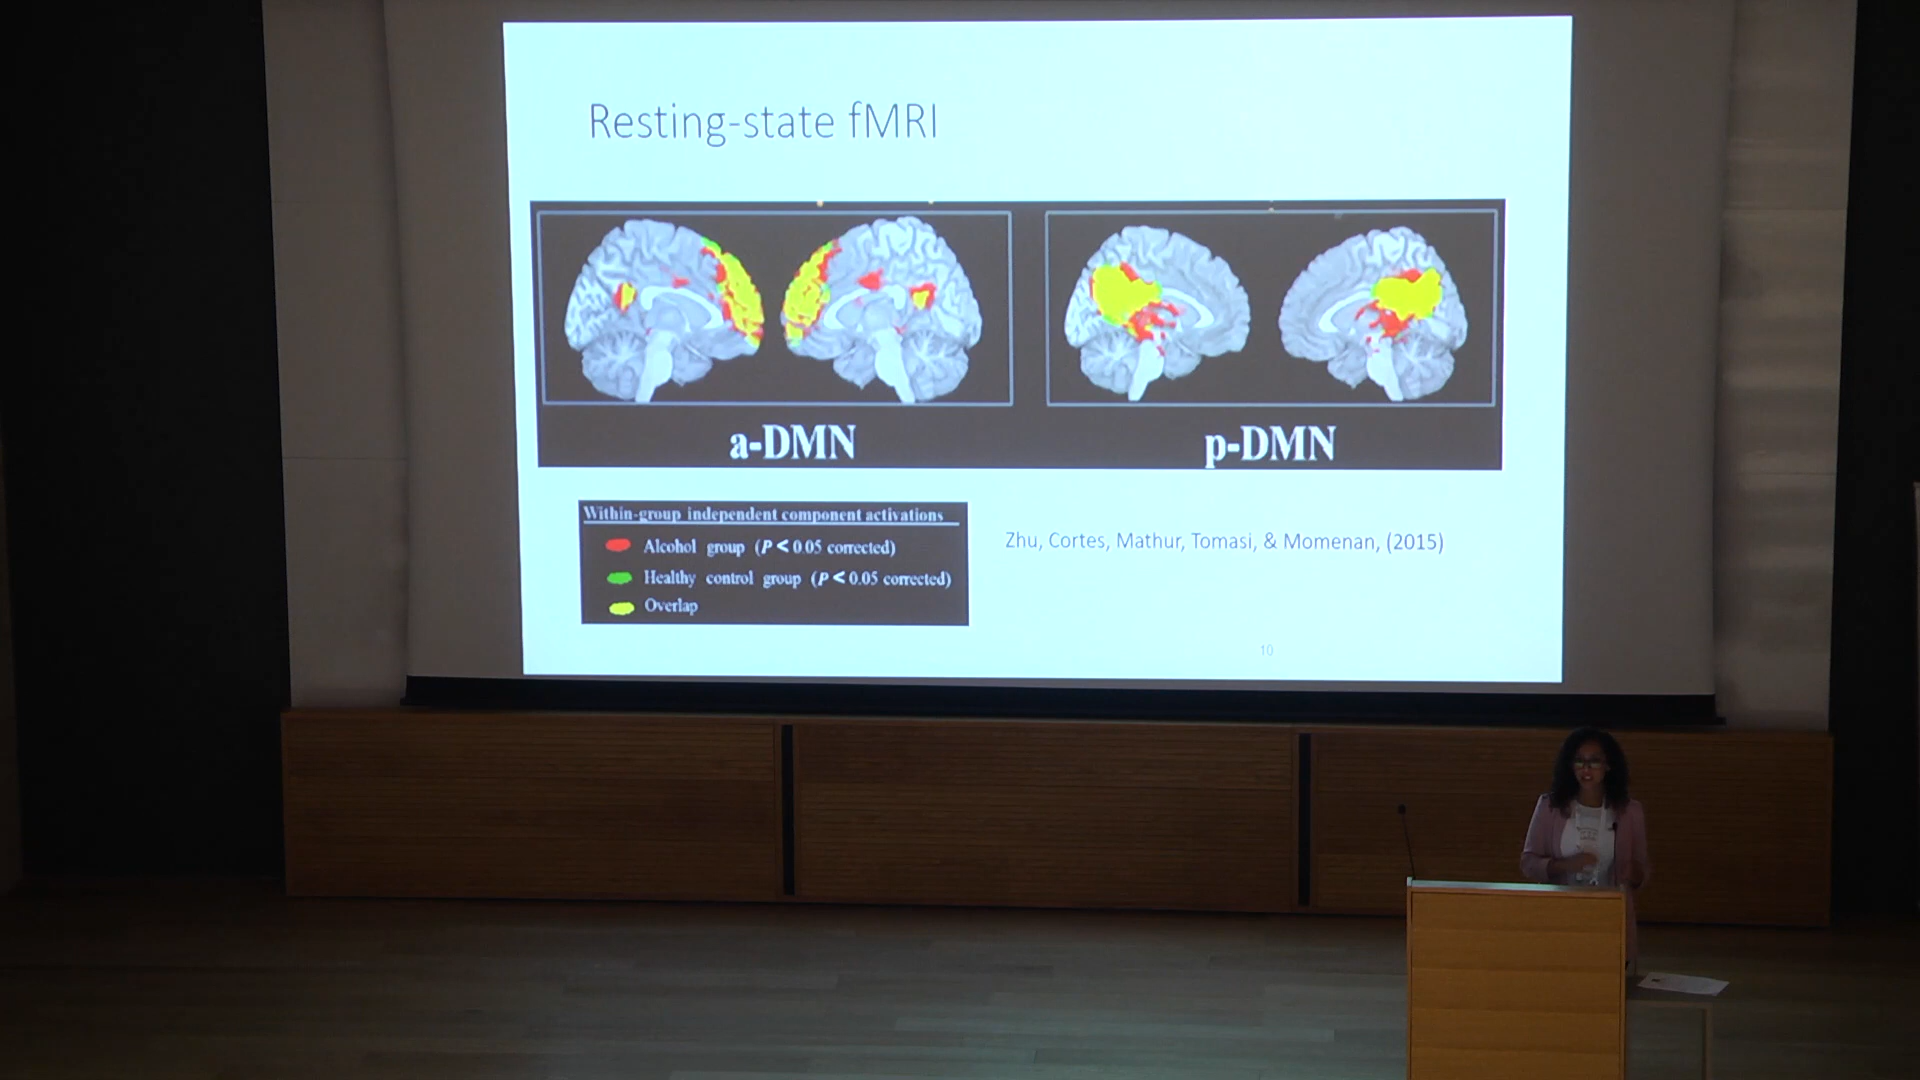 Resting-state fMRI
a-DMN
p-DMN
Within-group independent component activations
Alcohol group (P < 0.05 corrected)
Healthy control group (P < 0.05 corrected)
Overlap
Zhu, Cortes, Mathur, Tomasi, & Momenan, (2015)
10